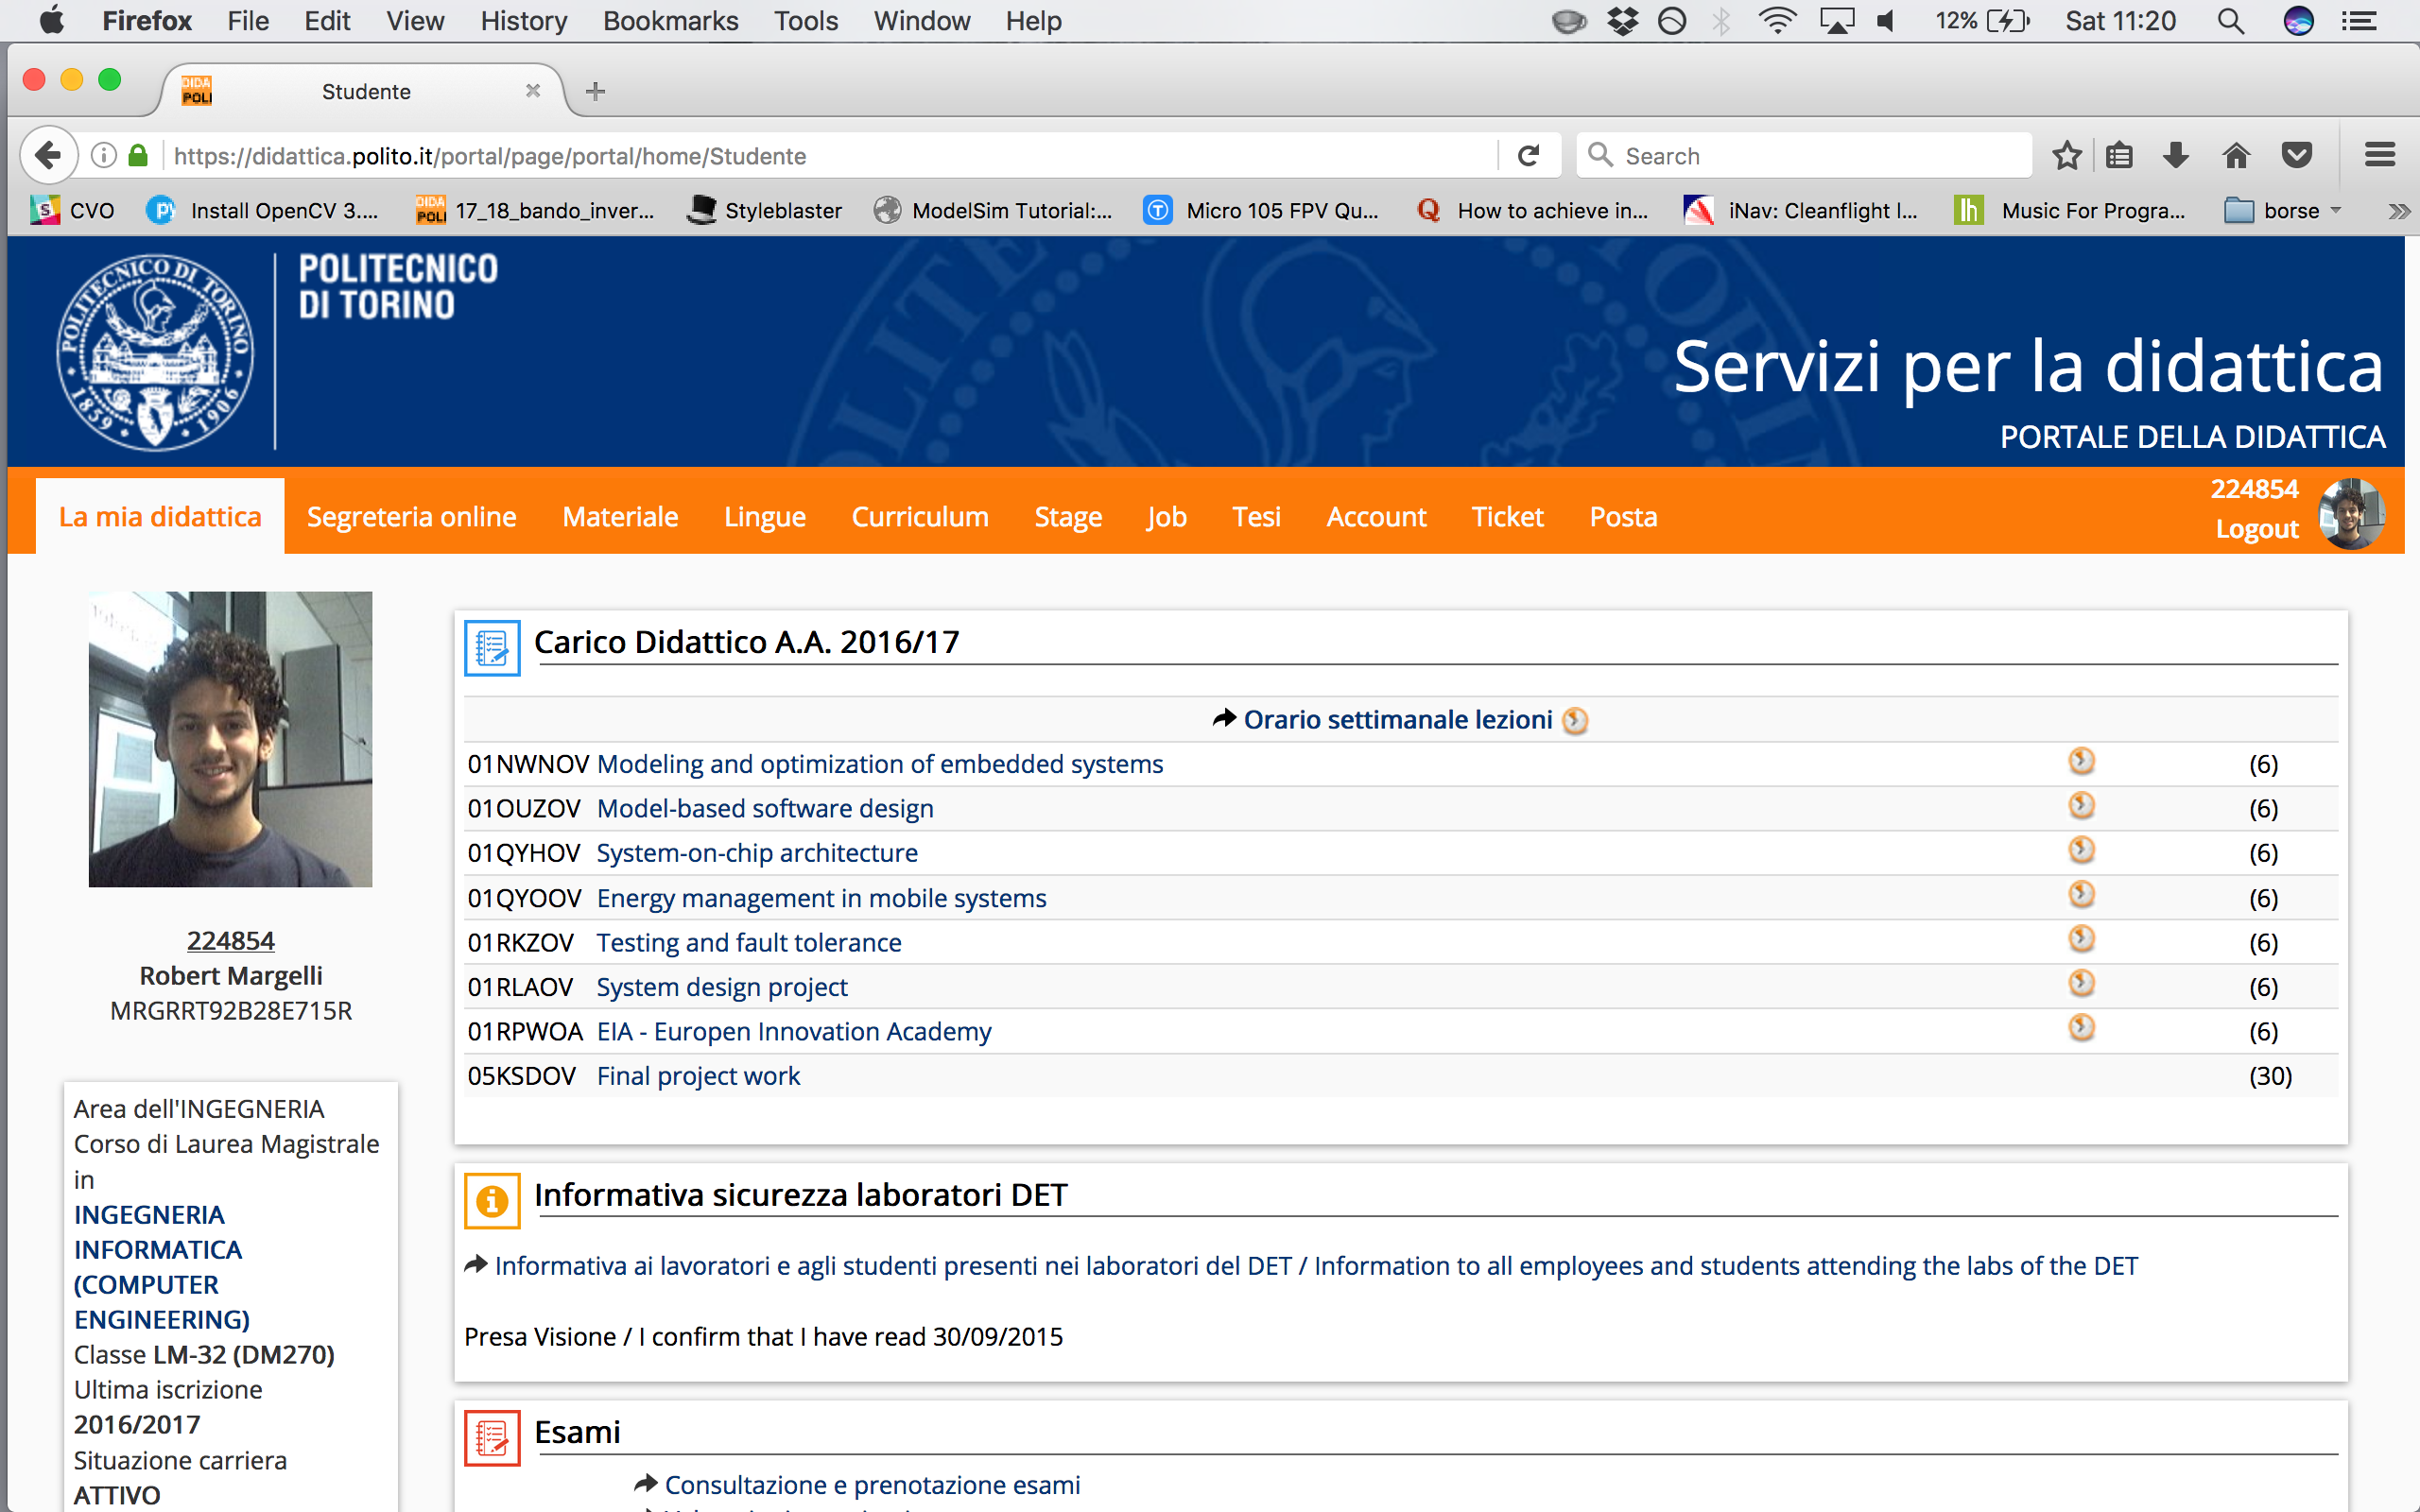 Firefox File Edit View History Bookmarks Tools Window Help 12% Sat 11:20
DIDA POLI Studente
https://didattica.polito.it/portal/page/portal/home/Studente Search
CVO Install OpenCV 3.... 17_18_bando_inver... Styleblaster ModelSim Tutorial:... Micro 105 FPV Qu... How to achieve in... iNav: Cleanflight I... Music For Progra... borse
POLITECNICO DI TORINO
1859 1906
POLITECNICO
DI TORINO
Servizi per la didattica
PORTALE DELLA DIDATTICA
La mia didattica Segreteria online Materiale Lingue Curriculum Stage Job Tesi Account Ticket Posta
224854
Logout
224854
Robert Margelli
MRGRRT92B28E715R
Area dell'INGEGNERIA
Corso di Laurea Magistrale
in
INGEGNERIA
INFORMATICA
(COMPUTER
ENGINEERING)
Classe LM-32 (DM270)
Ultima iscrizione
2016/2017
Situazione carriera
ATTIVO
Carico Didattico A.A. 2016/17
Orario settimanale lezioni
01NWNOV Modeling and optimization of embedded systems (6)
01OUZOV Model-based software design (6)
01QYHOV System-on-chip architecture (6)
01QYOOV Energy management in mobile systems (6)
01RKZOV Testing and fault tolerance (6)
01RLAOV System design project (6)
01RPWOA EIA - Europen Innovation Academy (6)
05KSDOV Final project work (30)
Informativa sicurezza laboratori DET
Informativa ai lavoratori e agli studenti presenti nei laboratori del DET / Information to all employees and students attending the labs of the DET
Presa Visione / I confirm that I have read 30/09/2015
Esami
Consultazione e prenotazione esami